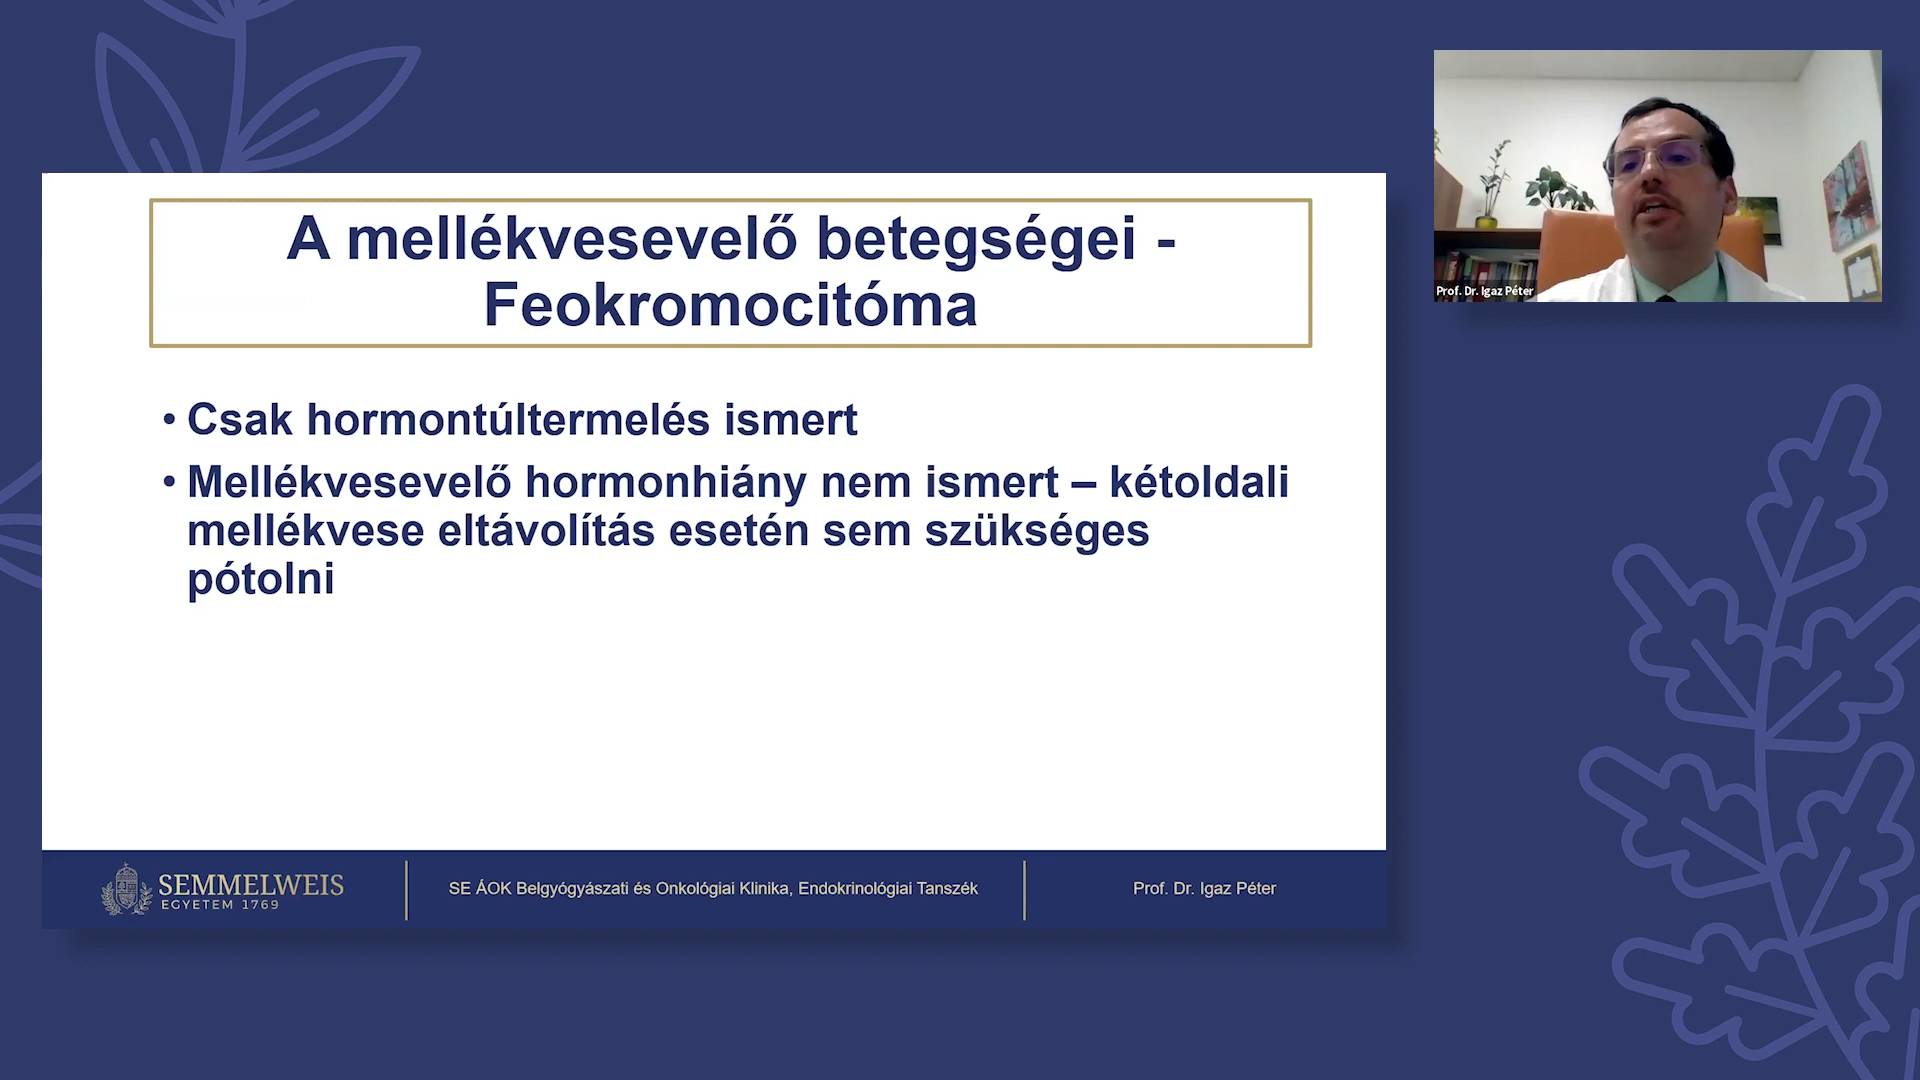 A mellékvesevelő betegségei -
Feokromocitóma
• Csak hormontúltermelés ismert
• Mellékvesevelő hormonhiány nem ismert – kétoldali
mellékvese eltávolítás esetén sem szükséges
pótolni
SEMMELWEIS
EGYETEM 1769
SE ÁOK Belgyógyászati és Onkológiai Klinika, Endokrinológiai Tanszék
Prof. Dr. Igaz Péter
Prof. Dr. Igaz Péter